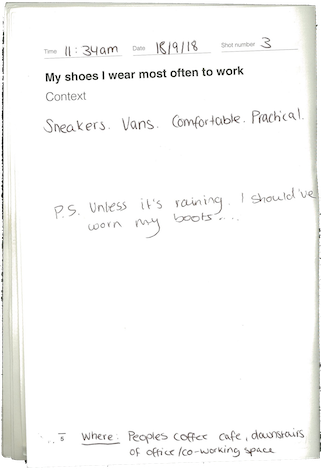 Time 11:34am Date 18/9/18 Shot number 3
My shoes I wear most often to work
Context
Sneakers. Vans. Comfortable. Practical.
P.S. Unless it's raining. I should've
worn my boots....
... 5 Where: Peoples coffee cafe, downstairs
of office/co-working space